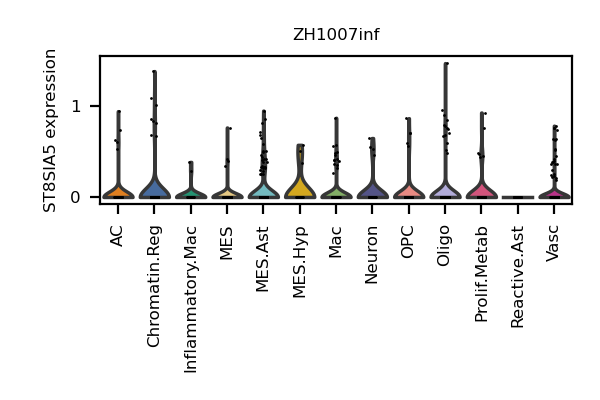 ZH1007inf
ST8SIA5 expression
1
0
AC
Chromatin.Reg
Inflammatory.Mac
MES
MES.Ast
MES.Hyp
Mac
Neuron
OPC
Oligo
Prolif.Metab
Reactive.Ast
Vasc